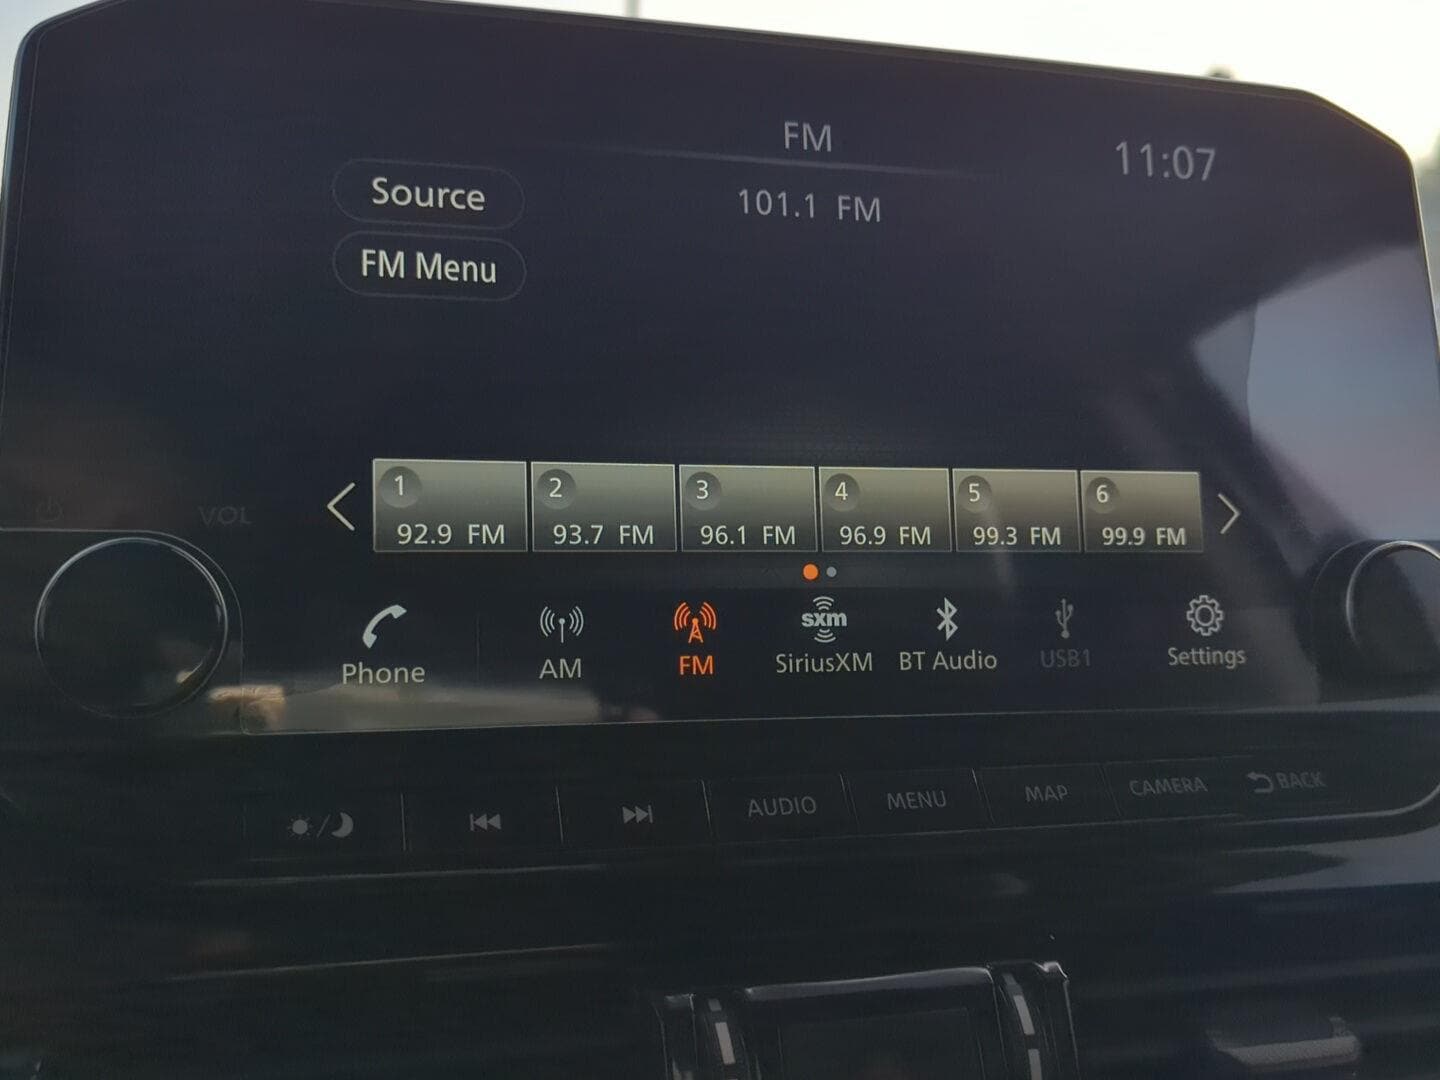 FM
11:07
Source
101.1 FM
FM Menu
1 2 3 4 5 6
92.9 FM 93.7 FM 96.1 FM 96.9 FM 99.3 FM 99.9 FM
VOL
sxm
Phone AM FM SiriusXM BT Audio USB1 Settings
AUDIO MENU MAP CAMERA BACK